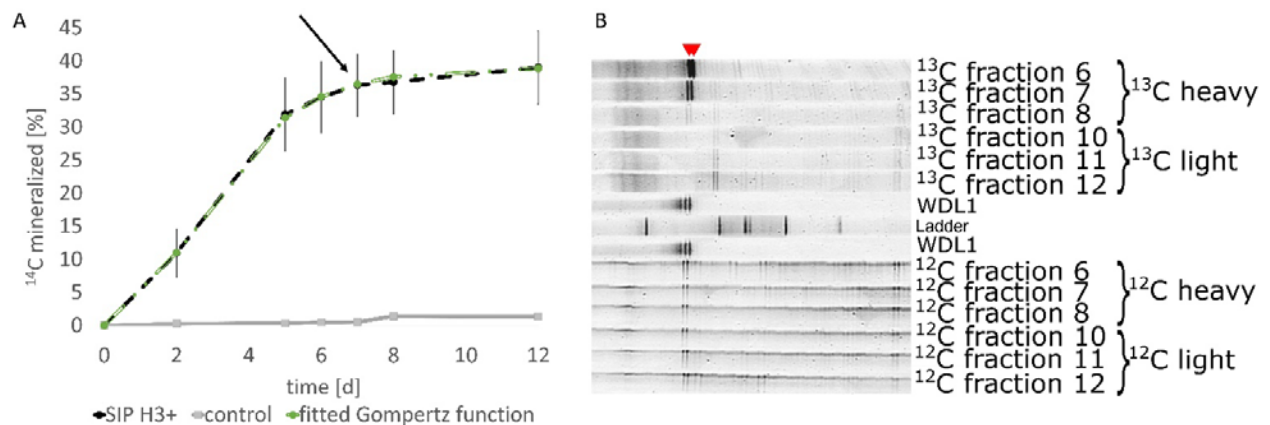 A
B
45
40
35
30
25
20
15
10
5
0
14C mineralized [%]
0 2 4 6 8 10 12
time [d]
SIP H3+ control fitted Gompertz function
13C fraction 6
13C fraction 7
13C fraction 8
13C fraction 10
13C fraction 11
13C fraction 12
WDL1
Ladder
WDL1
12C fraction 6
12C fraction 7
12C fraction 8
12C fraction 10
12C fraction 11
12C fraction 12
13C heavy
13C light
12C heavy
12C light